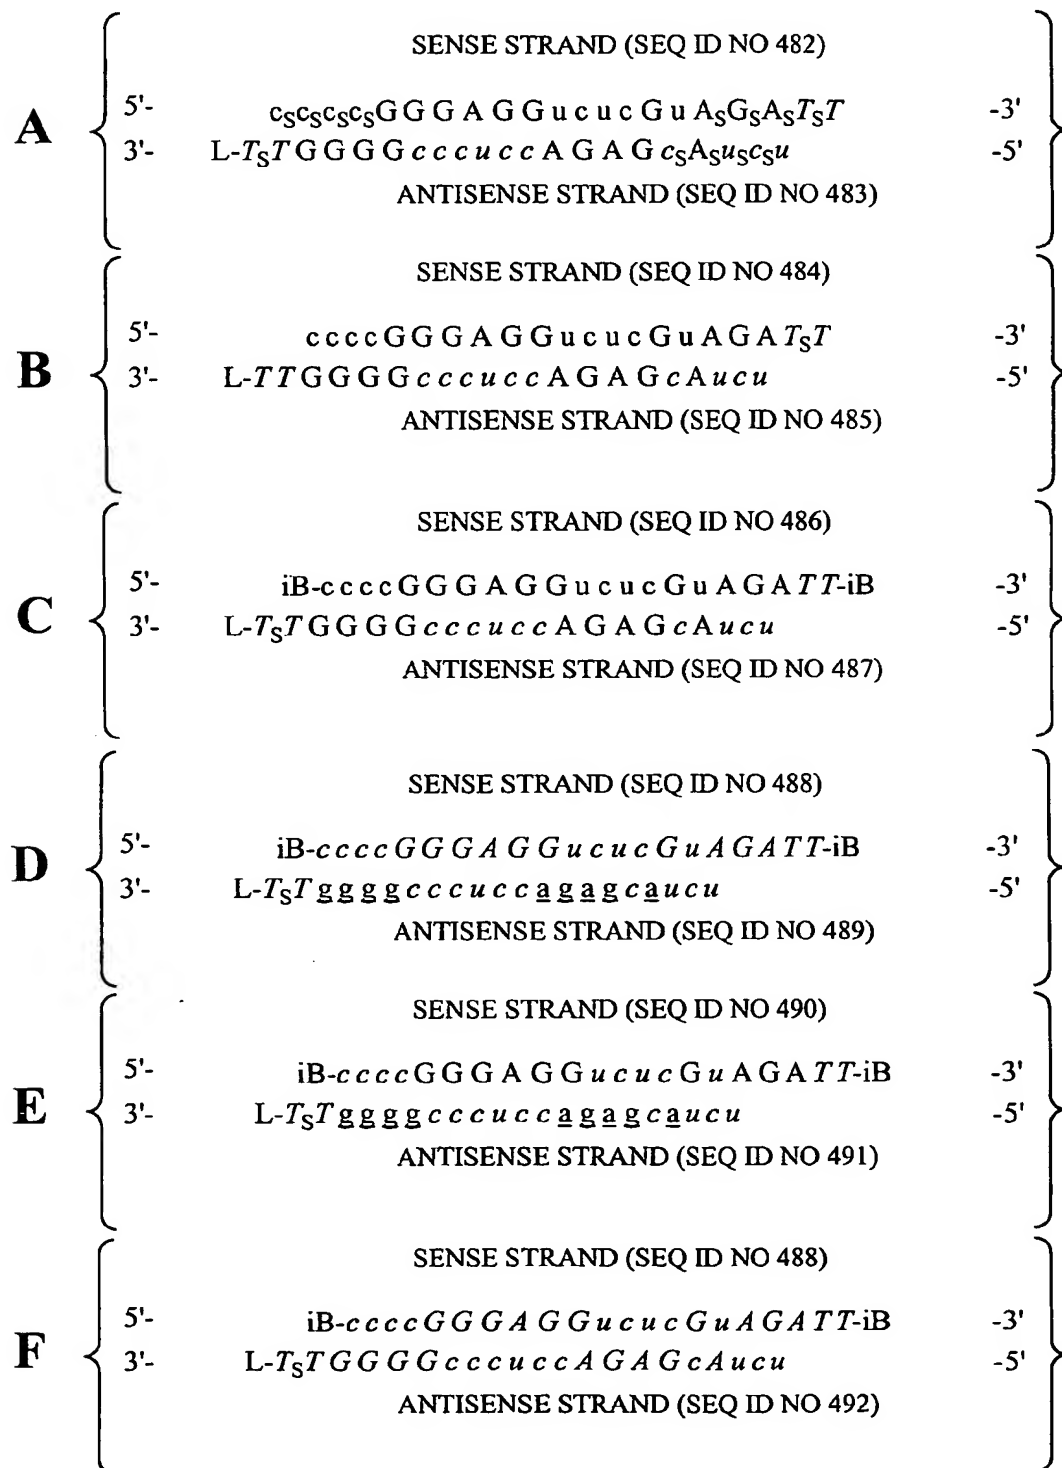 SENSE STRAND (SEQ ID NO 482)
A
5'- cScScScSGGGAGGucucGuASGSASTST -3'
3'- L-TSTGGGGcccuccAGAGcSASuScSu -5'
ANTISENSE STRAND (SEQ ID NO 483)
SENSE STRAND (SEQ ID NO 484)
B
5'- ccccGGGAGGucucGuAGATST -3'
3'- L-TTGGGGcccuccAGAGcAucu -5'
ANTISENSE STRAND (SEQ ID NO 485)
SENSE STRAND (SEQ ID NO 486)
C
5'- iB-ccccGGGAGGucucGuAGATT-iB -3'
3'- L-TSTGGGGcccuccAGAGcAucu -5'
ANTISENSE STRAND (SEQ ID NO 487)
SENSE STRAND (SEQ ID NO 488)
D
5'- iB-ccccGGGAGGucucGuAGATT-iB -3'
3'- L-TSTggggcccuccagagcaucu -5'
ANTISENSE STRAND (SEQ ID NO 489)
SENSE STRAND (SEQ ID NO 490)
E
5'- iB-ccccGGGAGGucucGuAGATT-iB -3'
3'- L-TSTggggcccuccagagcaucu -5'
ANTISENSE STRAND (SEQ ID NO 491)
SENSE STRAND (SEQ ID NO 488)
F
5'- iB-ccccGGGAGGucucGuAGATT-iB -3'
3'- L-TSTGGGGcccuccAGAGcAucu -5'
ANTISENSE STRAND (SEQ ID NO 492)